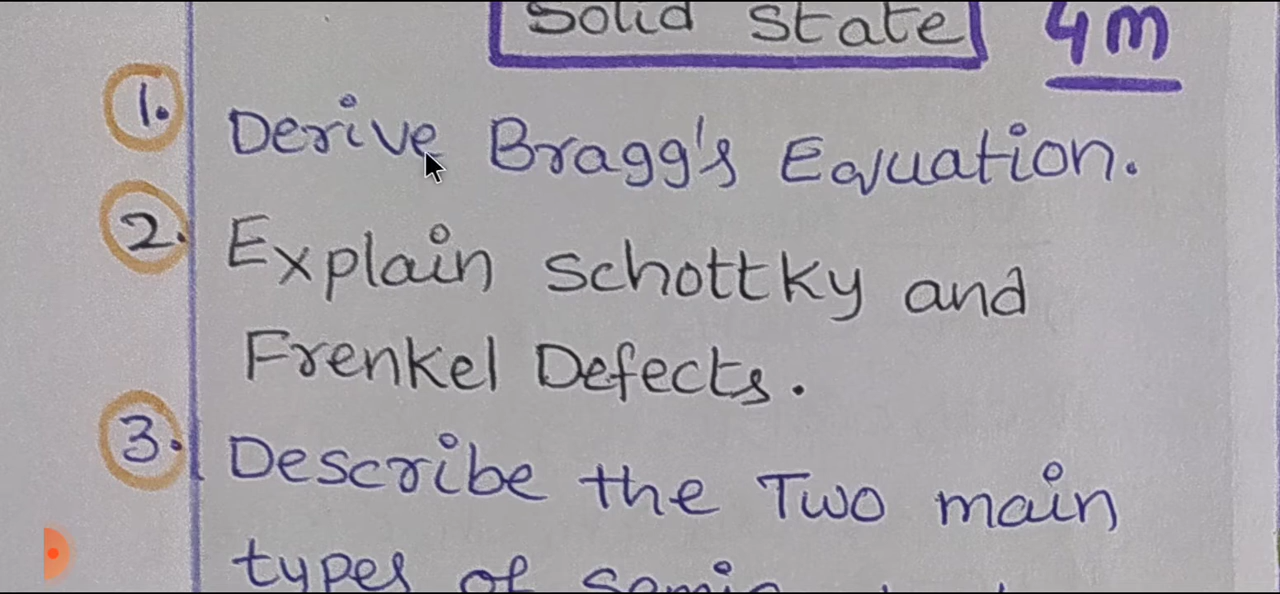 Solid State 4m
1. Derive Bragg's Equation.
2. Explain Schottky and
Frenkel Defects.
3. Describe the Two main
types of